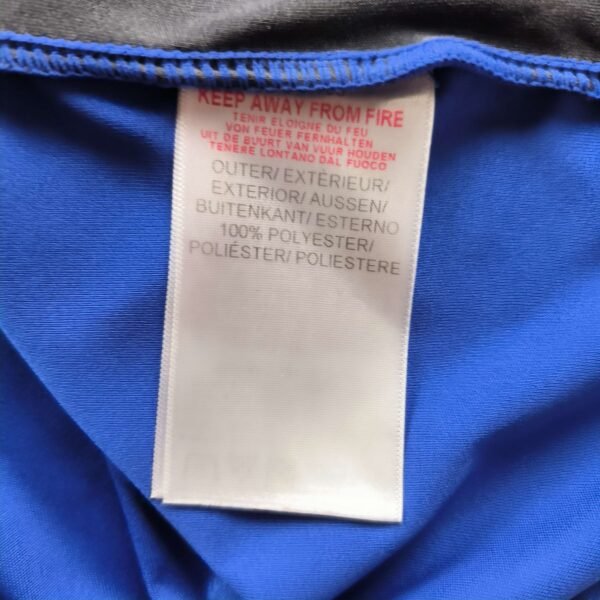 KEEP AWAY FROM FIRE
TENIR ELOIGNE DU FEU
VON FEUER FERNHALTEN
UIT DE BUURT VAN VUUR HOUDEN
TENERE LONTANO DAL FUOCO
OUTER/ EXTÉRIEUR/
EXTERIOR/ AUSSEN/
BUITENKANT/ ESTERNO
100% POLYESTER/
POLIÉSTER/ POLIESTERE